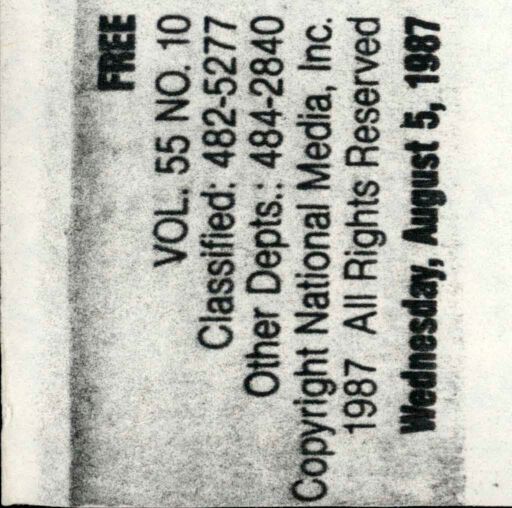 FREE
VOL. 55 NO. 10
Classified: 482-5277
Other Depts.: 484-2840
Copyright National Media, Inc.
1987 All Rights Reserved
Wednesday, August 5, 1987